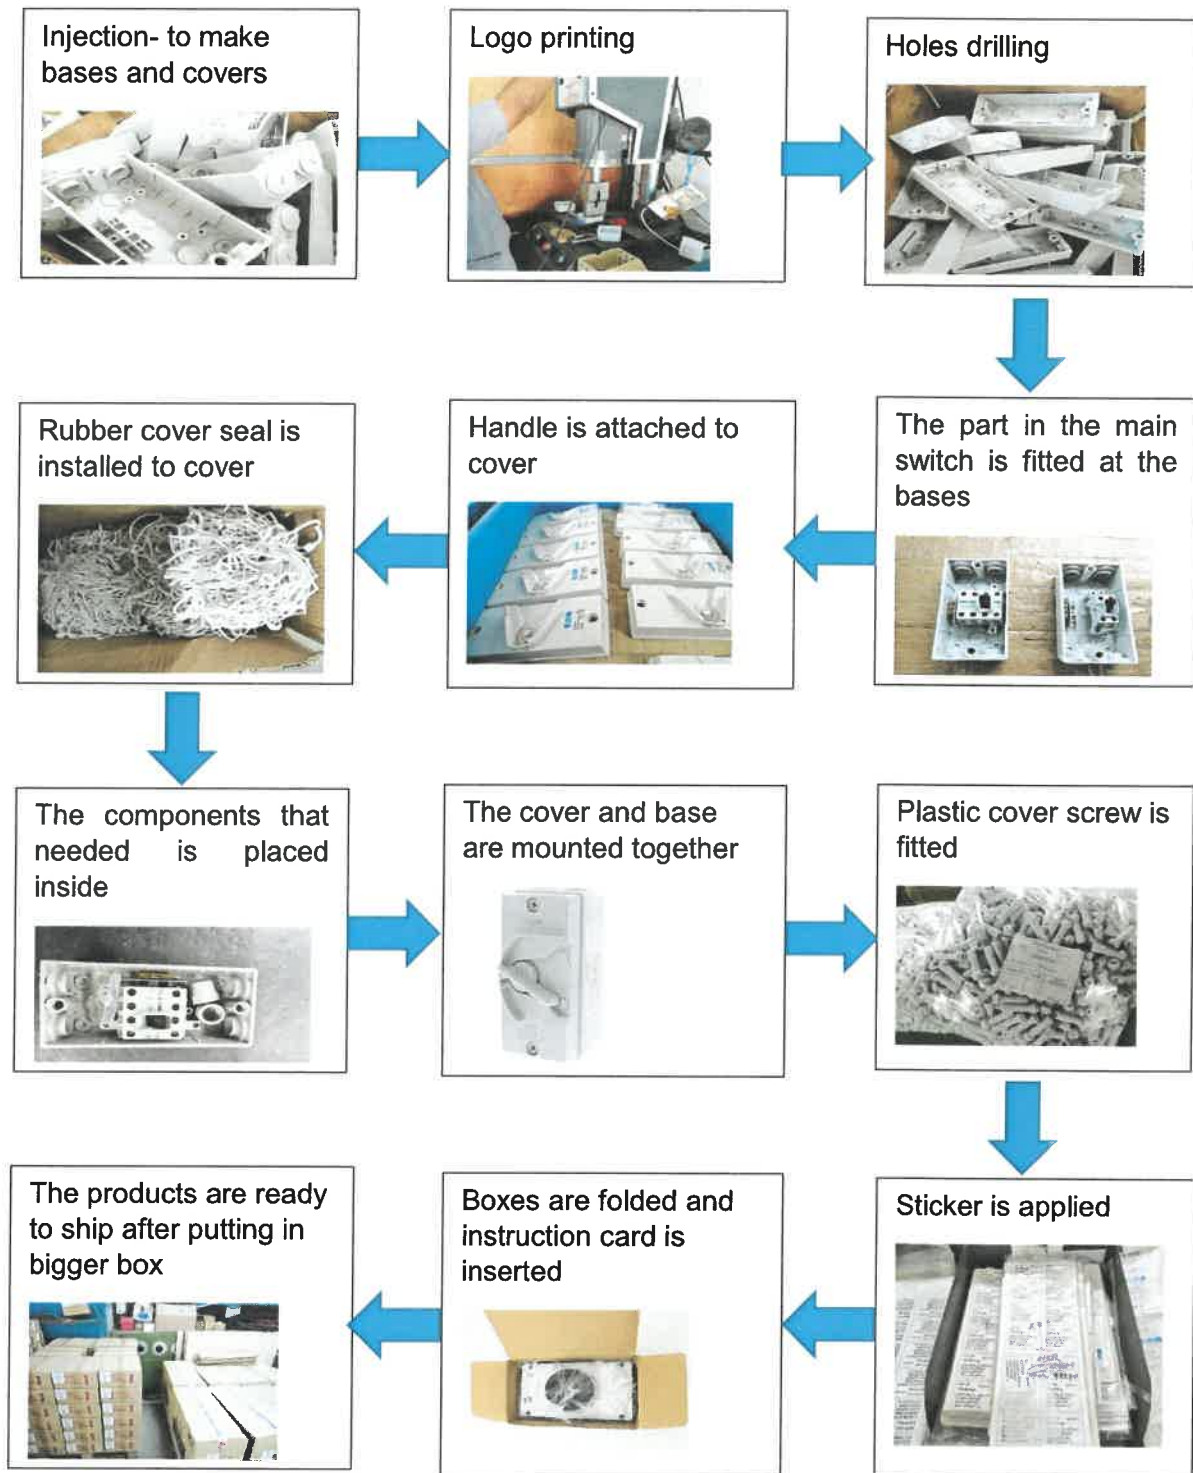 Injection- to make
bases and covers
Logo printing
Holes drilling
The part in the main
switch is fitted at the
bases
Handle is attached to
cover
Rubber cover seal is
installed to cover
The components that
needed is placed
inside
The cover and base
are mounted together
Plastic cover screw is
fitted
Sticker is applied
Boxes are folded and
instruction card is
inserted
The products are ready
to ship after putting in
bigger box